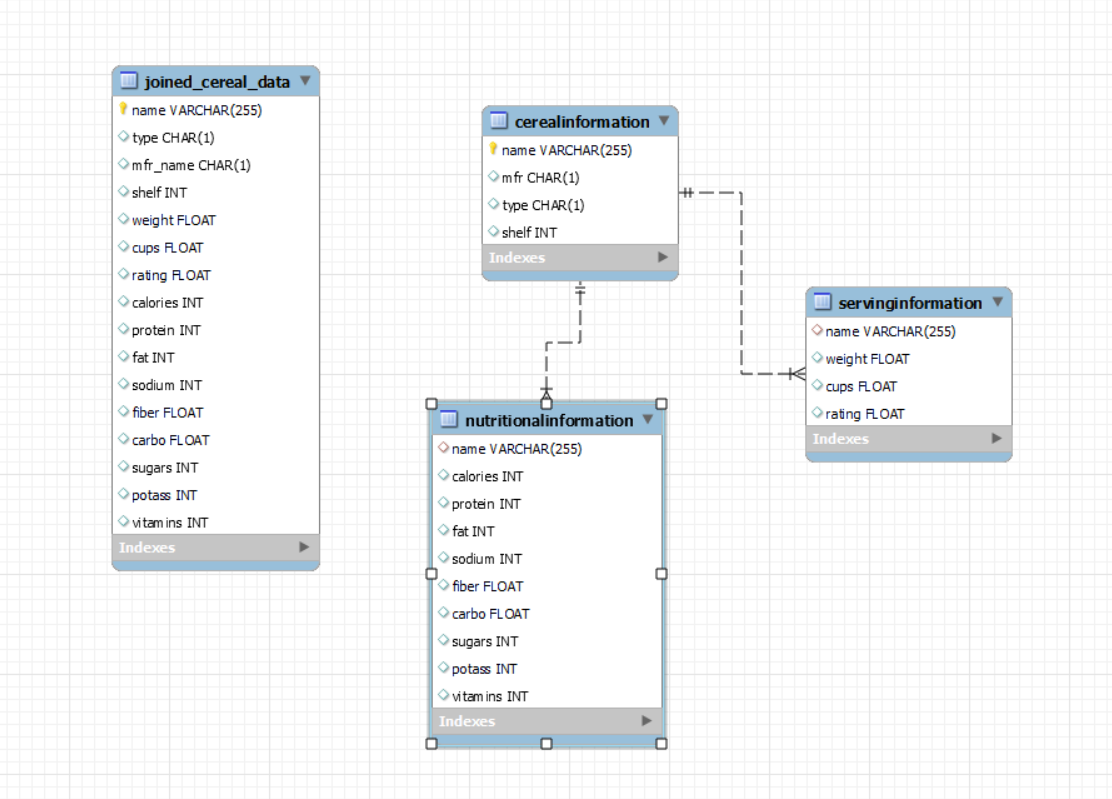 joined_cereal_data
name VARCHAR(255)
type CHAR(1)
mfr_name CHAR(1)
shelf INT
weight FLOAT
cups FLOAT
rating FLOAT
calories INT
protein INT
fat INT
sodium INT
fiber FLOAT
carbo FLOAT
sugars INT
potass INT
vitamins INT
Indexes
cerealinformation
name VARCHAR(255)
mfr CHAR(1)
type CHAR(1)
shelf INT
Indexes
servinginformation
name VARCHAR(255)
weight FLOAT
cups FLOAT
rating FLOAT
Indexes
nutritionalinformation
name VARCHAR(255)
calories INT
protein INT
fat INT
sodium INT
fiber FLOAT
carbo FLOAT
sugars INT
potass INT
vitamins INT
Indexes